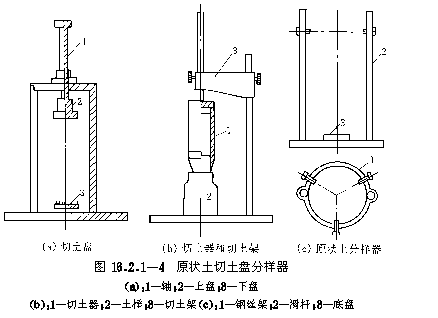 1
2
3
3
1
2
2
3
1
(a) 切土盘
(b) 切土器和切土架
(c) 原状土分样器
图 16.2.1—4 原状土切土盘分样器
(a):1—轴;2—上盘;3—下盘
(b):1—切土器;2—土样;3—切土架(c):1—钢丝架;2—滑杆;3—底盘